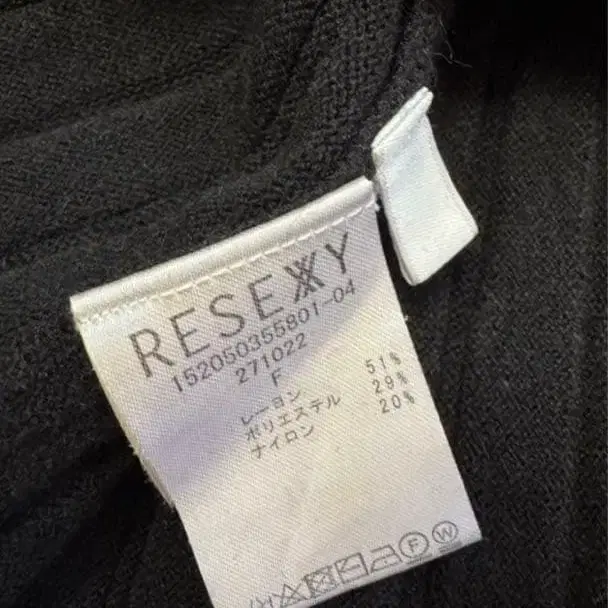 RESEXXY
152050355801-04
271022
F
レーヨン 51%
ポリエステル 29%
ナイロン 20%
F W